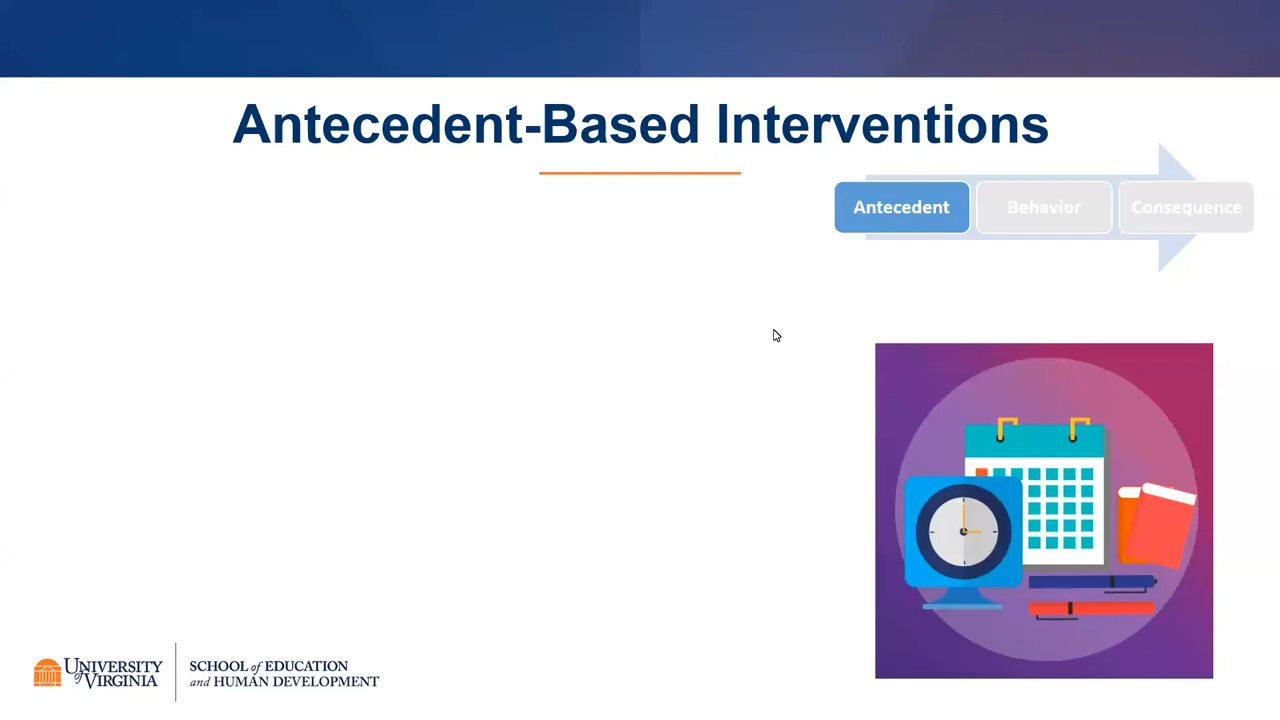 Antecedent-Based Interventions
Antecedent Behavior Consequence
UNIVERSITY of VIRGINIA
SCHOOL of EDUCATION
and HUMAN DEVELOPMENT